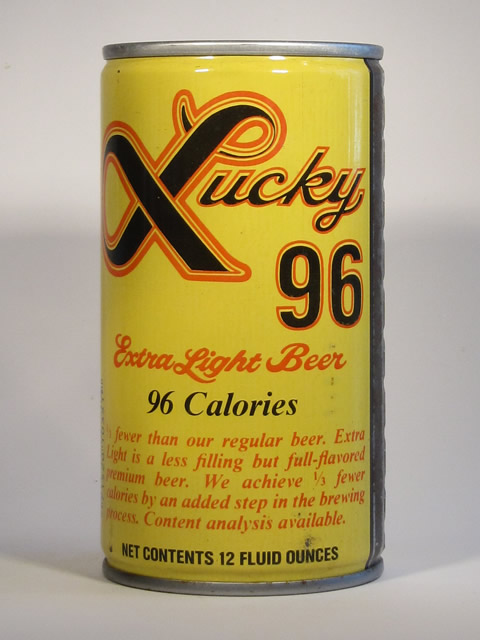 Lucky
96
Extra Light Beer
96 Calories
⅓ fewer than our regular beer. Extra
Light is a less filling but full-flavored
premium beer. We achieve ⅓ fewer
calories by an added step in the brewing
process. Content analysis available.
NET CONTENTS 12 FLUID OUNCES